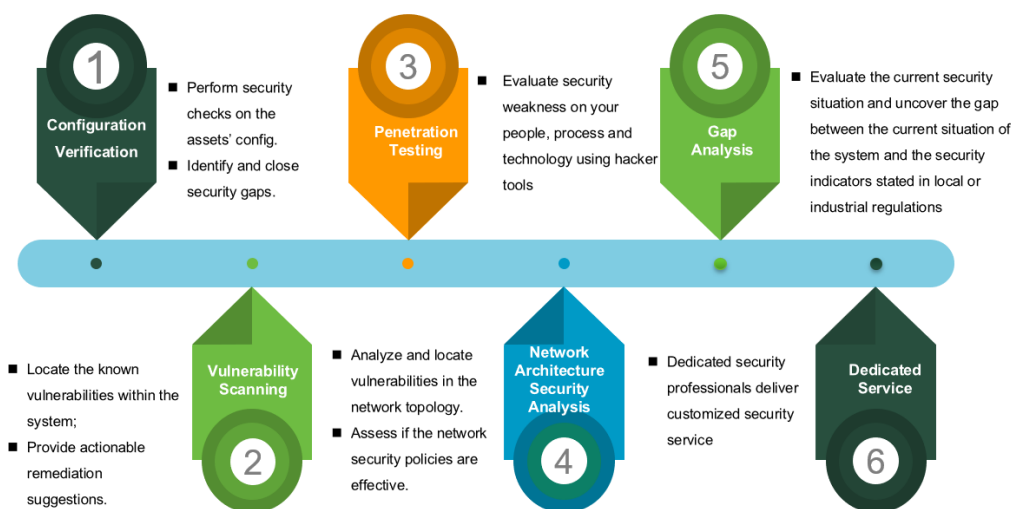 1
Configuration
Verification
■ Perform security
checks on the
assets’ config.
■ Identify and close
security gaps.
3
Penetration
Testing
■ Evaluate security
weakness on your
people, process and
technology using hacker
tools
5
Gap
Analysis
■ Evaluate the current security
situation and uncover the gap
between the current situation of
the system and the security
indicators stated in local or
industrial regulations
■ Locate the known
vulnerabilities within the
system;
■ Provide actionable
remediation
suggestions.
Vulnerability
Scanning
2
■ Analyze and locate
vulnerabilities in the
network topology.
■ Assess if the network
security policies are
effective.
Network
Architecture
Security
Analysis
4
■ Dedicated security
professionals deliver
customized security
service
Dedicated
Service
6